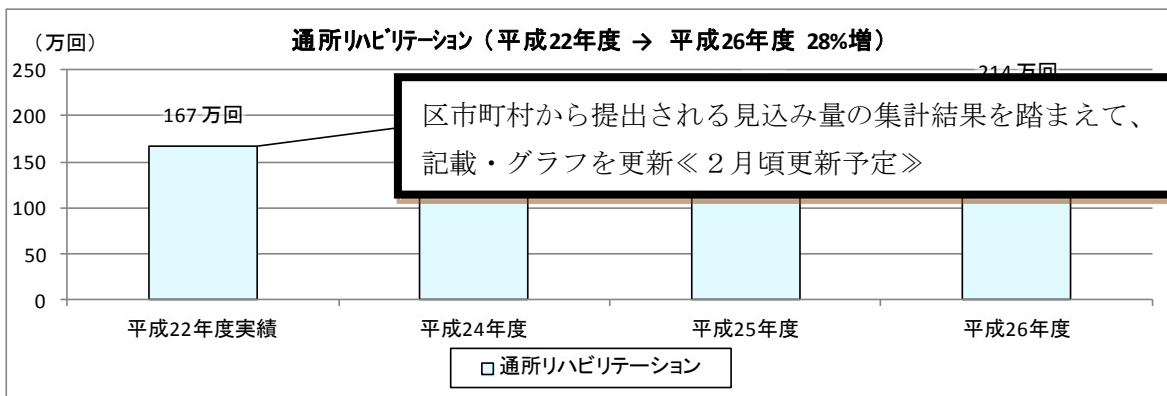 通所リハビリテーション（平成22年度 → 平成26年度 28%増）
（万回）
250
200
150
100
50
0
167 万回
214 万回
区市町村から提出される見込み量の集計結果を踏まえて、
記載・グラフを更新≪２月頃更新予定≫
平成22年度実績
平成24年度
平成25年度
平成26年度
通所リハビリテーション